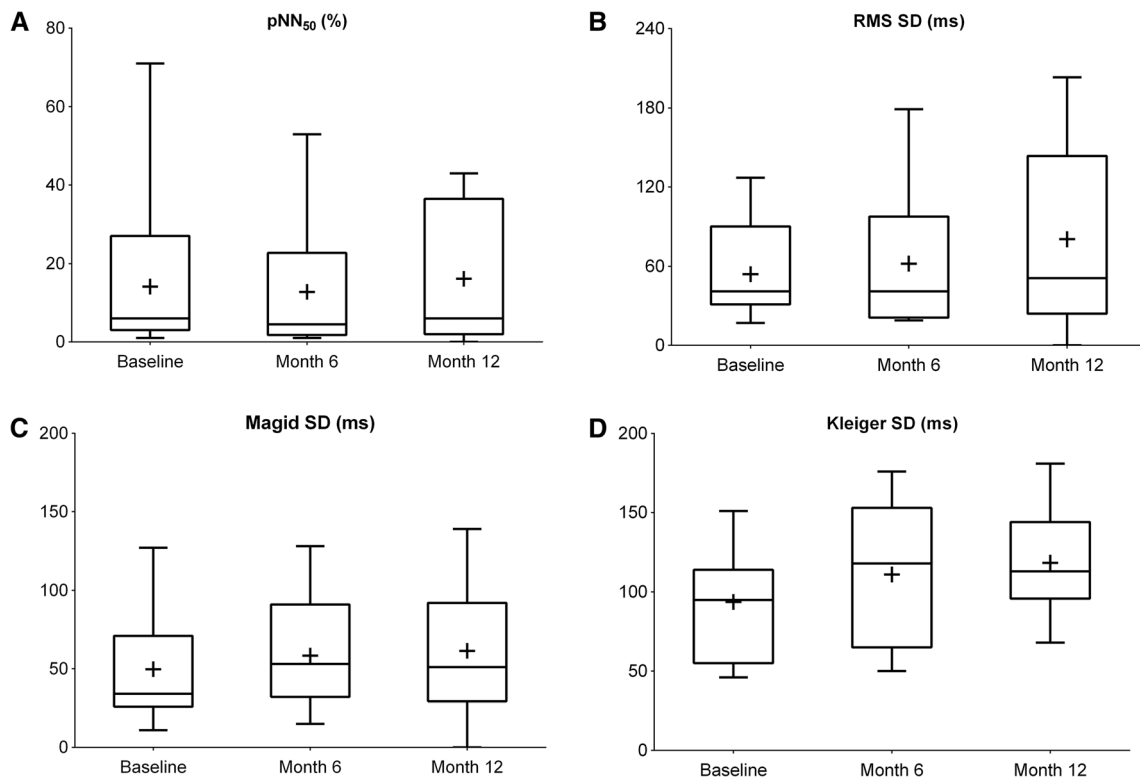 A
pNN₅₀ (%)
80
60
40
20
0
Baseline Month 6 Month 12
B
RMS SD (ms)
240
180
120
60
0
Baseline Month 6 Month 12
C
Magid SD (ms)
200
150
100
50
0
Baseline Month 6 Month 12
D
Kleiger SD (ms)
200
150
100
50
0
Baseline Month 6 Month 12